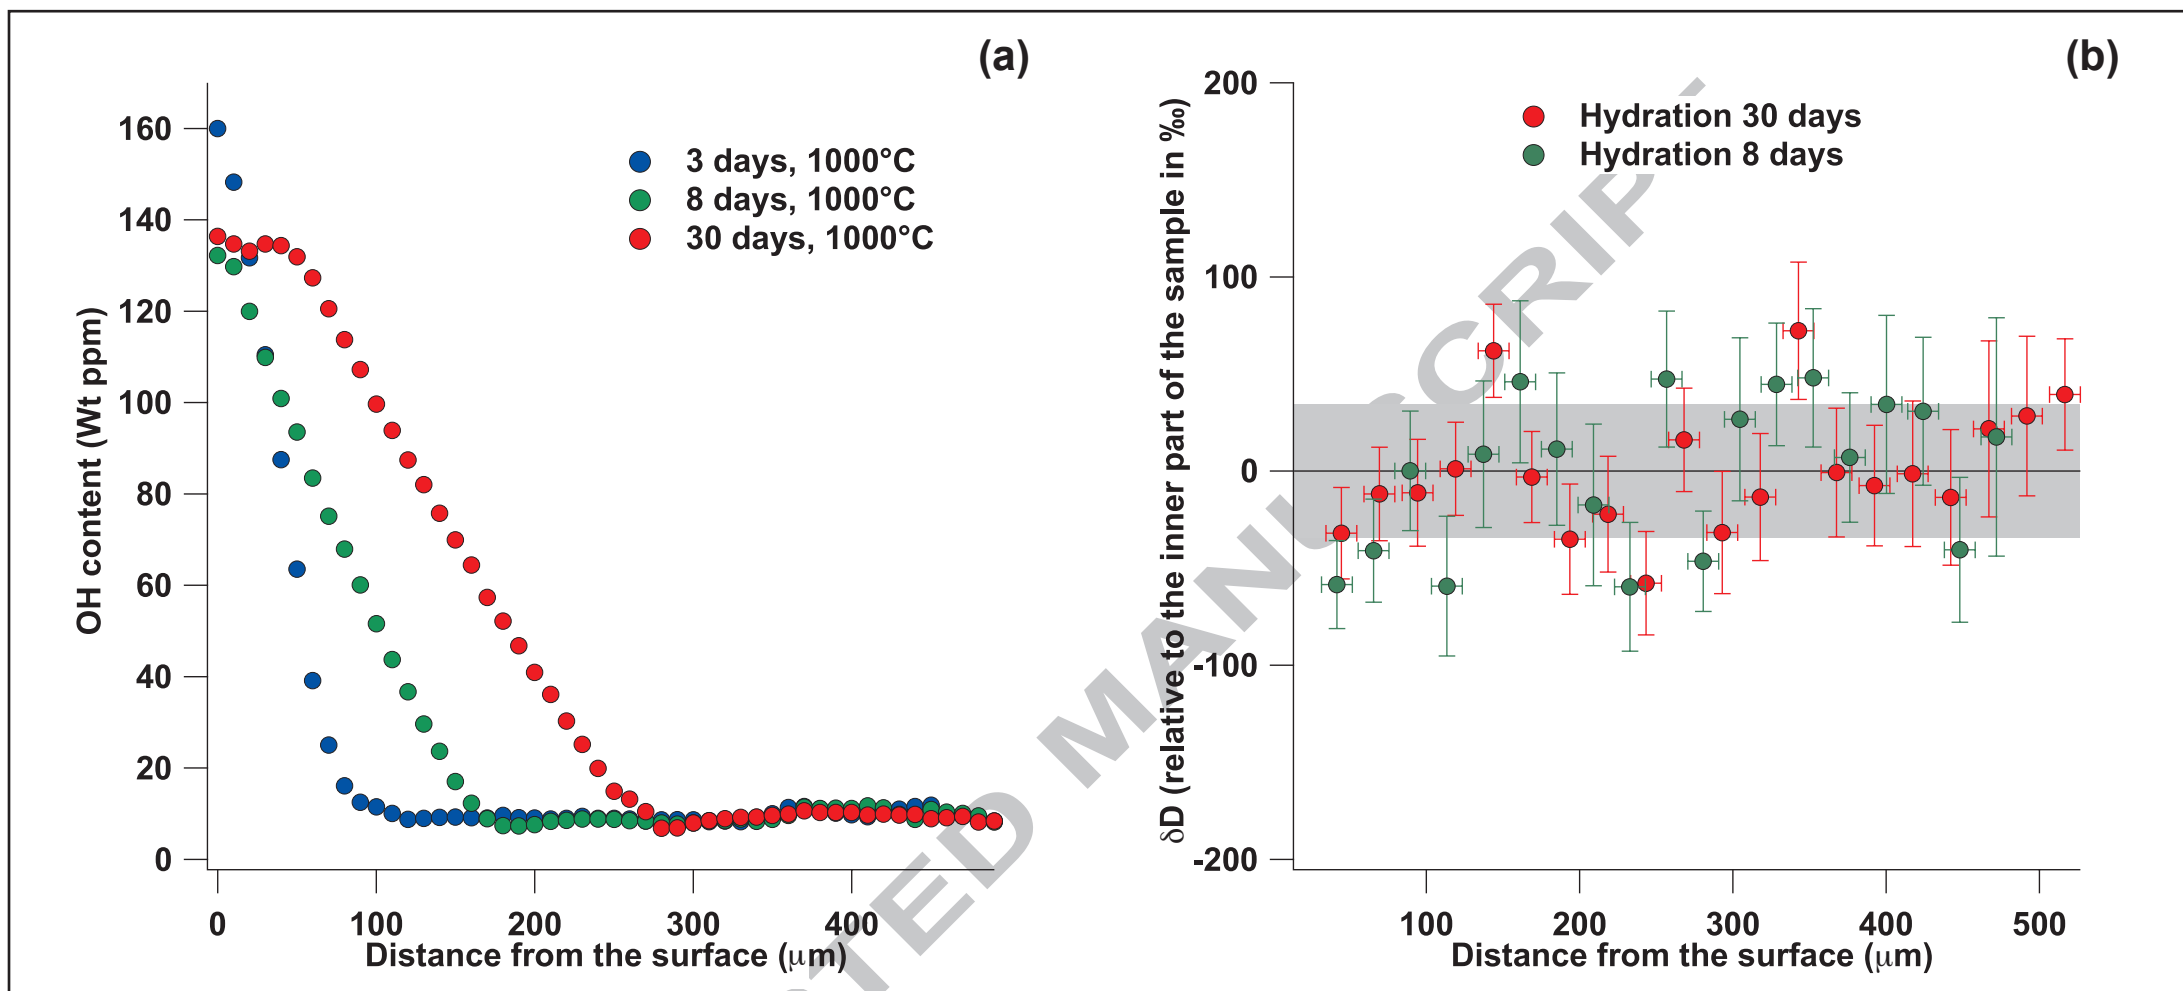 (a)
160
140
120
100
80
60
40
20
0
OH content (Wt ppm)
3 days, 1000°C
8 days, 1000°C
30 days, 1000°C
0 100 200 300 400
Distance from the surface (μm)
(b)
200
100
0
-100
-200
δD (relative to the inner part of the sample in ‰)
Hydration 30 days
Hydration 8 days
100 200 300 400 500
Distance from the surface (μm)
TED MANUSCRIPT